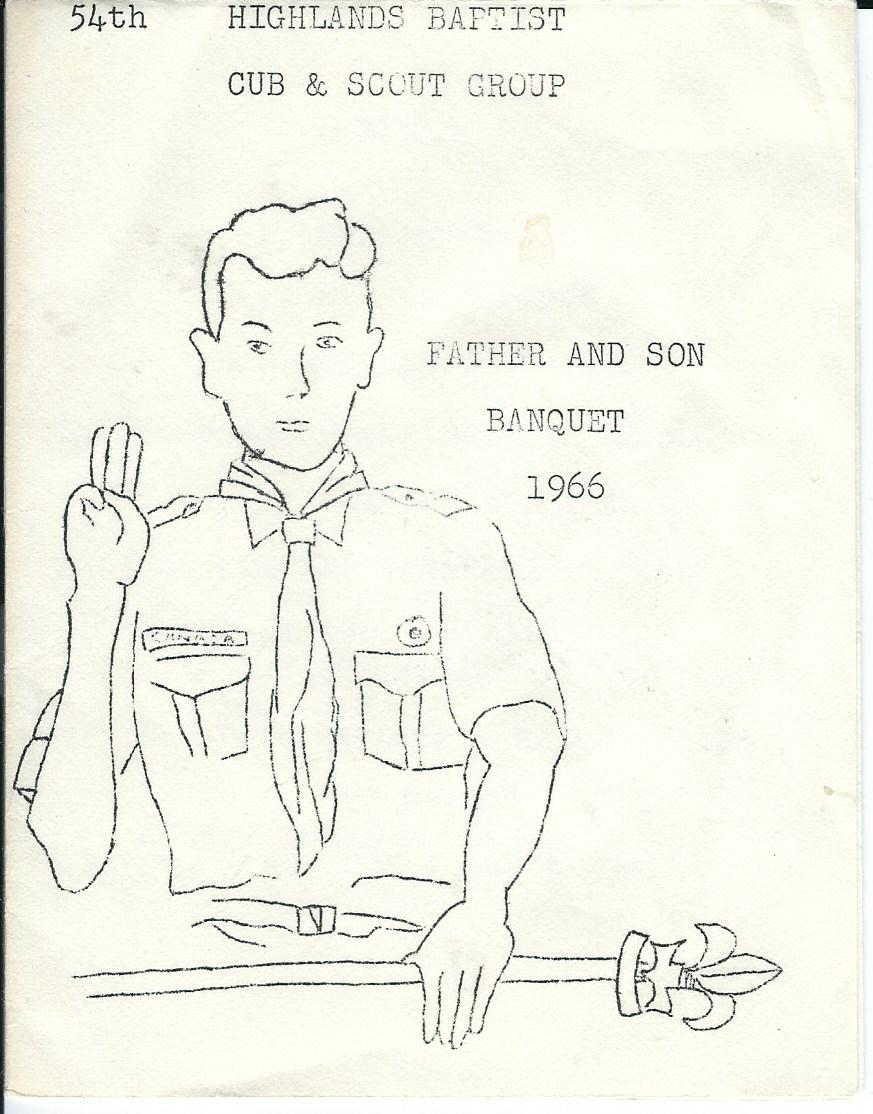 54th HIGHLANDS BAPTIST
CUB & SCOUT GROUP
FATHER AND SON
BANQUET
1966
CANADA